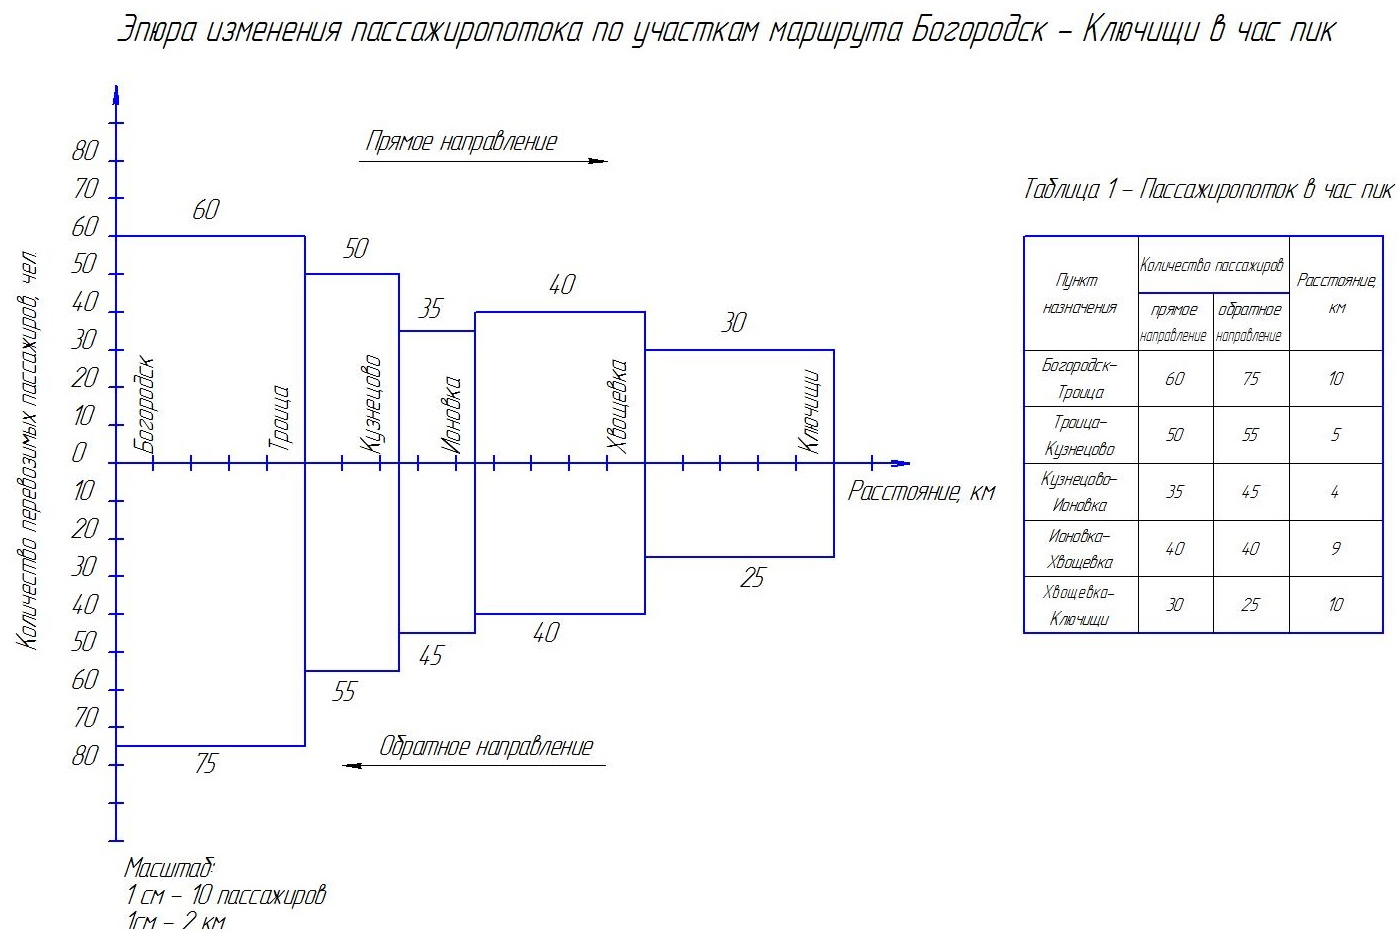 Эпюра изменения пассажиропотока по участкам маршрута Богородск – Ключищи в час пик
Количество перевозимых пассажиров, чел.
80
70
60
50
40
30
20
10
0
10
20
30
40
50
60
70
80
Прямое направление
60
50
35
40
30
Богородск
Троица
Кузнецово
Ионовка
Хвощевка
Ключищи
Расстояние, км
75
55
45
40
25
Обратное направление
Масштаб:
1 см – 10 пассажиров
1см – 2 км
Таблица 1 – Пассажиропоток в час пик
Пункт
назначения
Количество пассажиров
прямое
направление
обратное
направление
Расстояние,
км
Богородск–
Троица
60
75
10
Троица–
Кузнецово
50
55
5
Кузнецово–
Ионовка
35
45
4
Ионовка–
Хвощевка
40
40
9
Хвощевка–
Ключищи
30
25
10